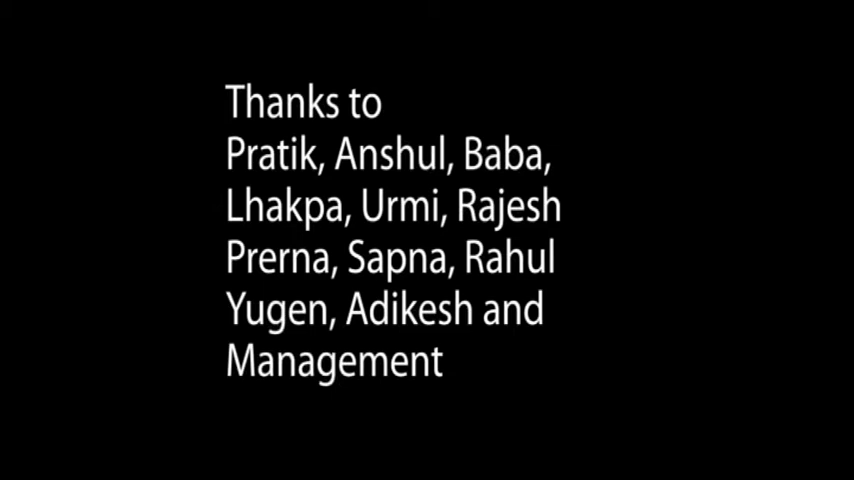 Thanks to
Pratik, Anshul, Baba,
Lhakpa, Urmi, Rajesh
Prerna, Sapna, Rahul
Yugen, Adikesh and
Management